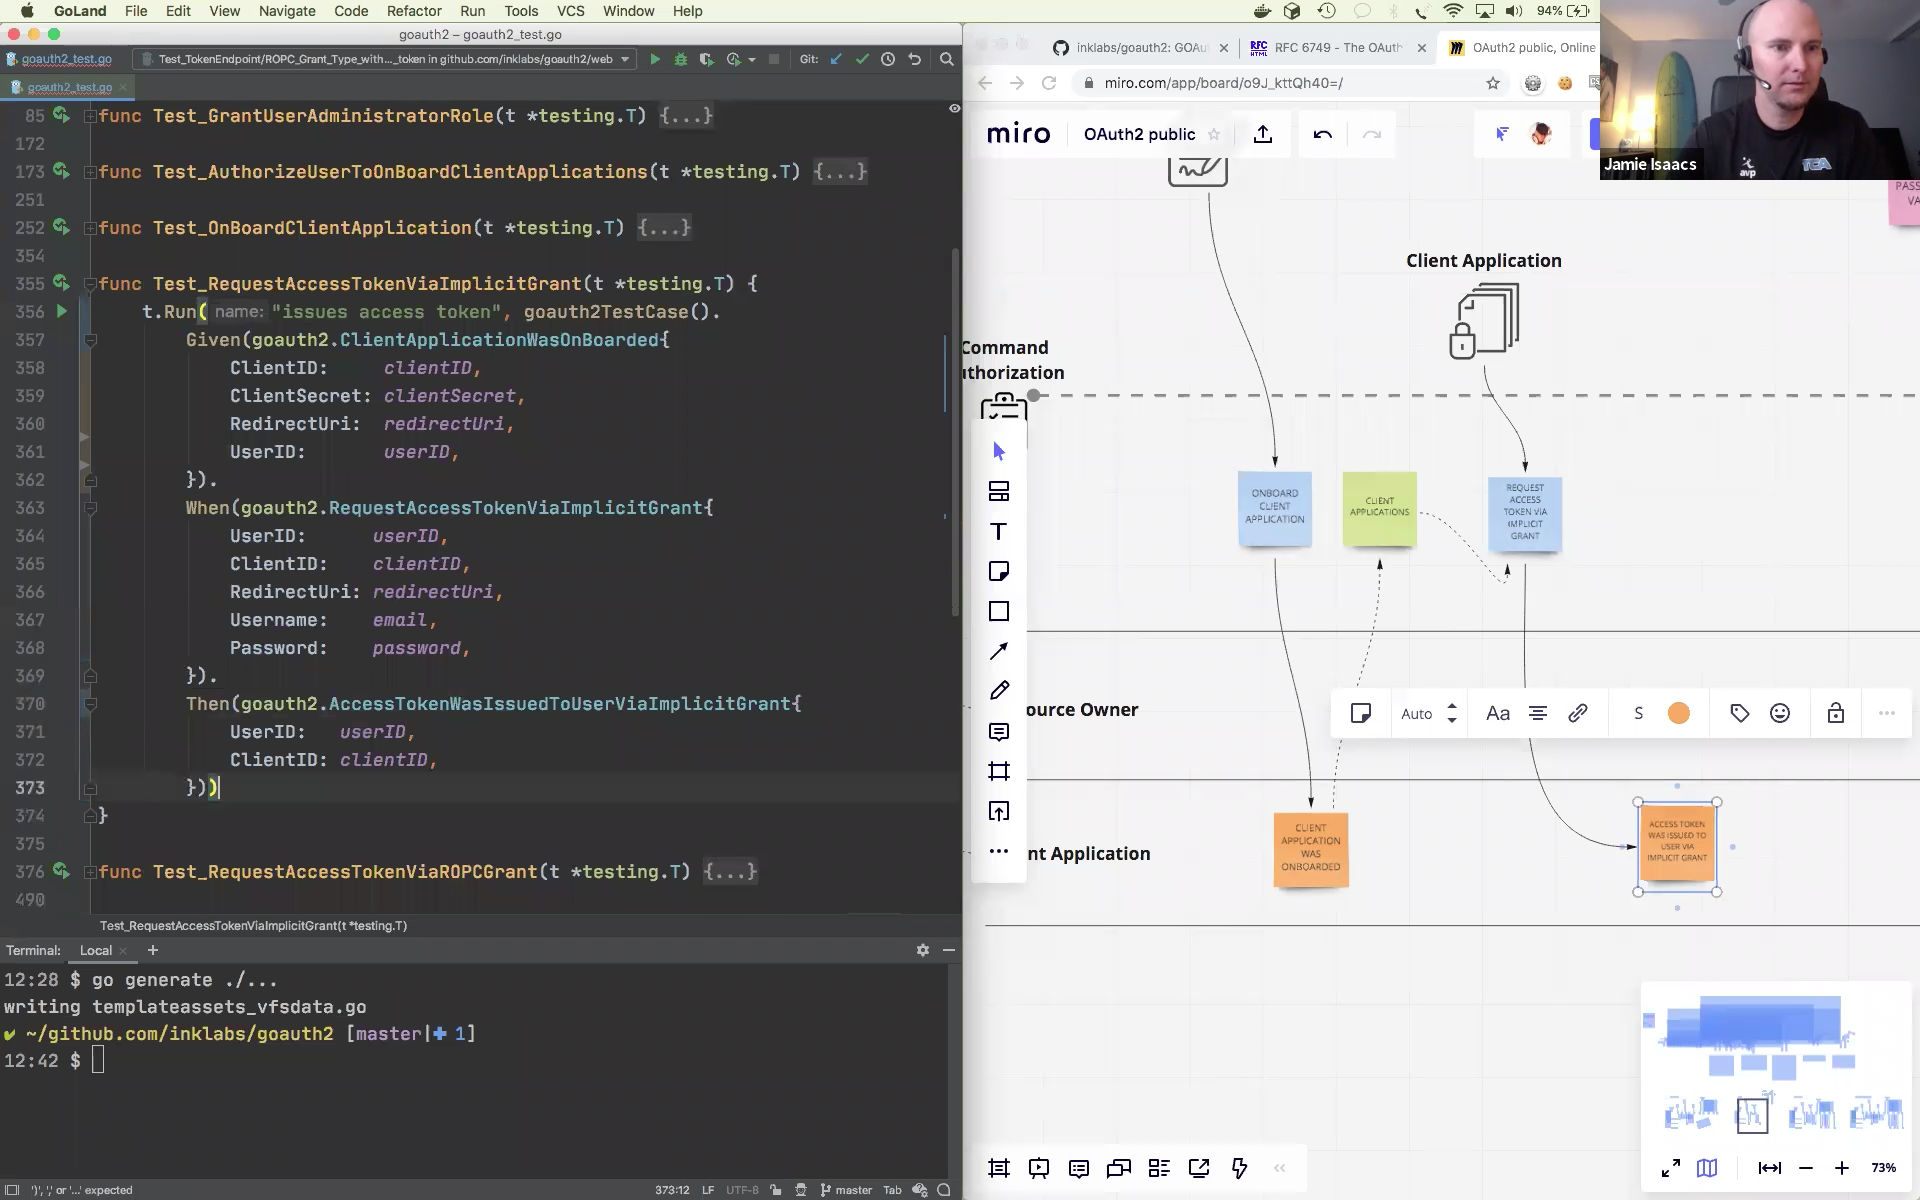 GoLand File Edit View Navigate Code Refactor Run Tools VCS Window Help
94%
goauth2 – goauth2_test.go
goauth2_test.go
Test_TokenEndpoint/ROPC_Grant_Type_with..._token in github.com/inklabs/goauth2/web
Git:
goauth2_test.go
85 func Test_GrantUserAdministratorRole(t *testing.T) {...}
172
173 func Test_AuthorizeUserToOnBoardClientApplications(t *testing.T) {...}
251
252 func Test_OnBoardClientApplication(t *testing.T) {...}
354
355 func Test_RequestAccessTokenViaImplicitGrant(t *testing.T) {
356 t.Run( name: "issues access token", goauth2TestCase().
357 Given(goauth2.ClientApplicationWasOnBoarded{
358 ClientID: clientID,
359 ClientSecret: clientSecret,
360 RedirectUri: redirectUri,
361 UserID: userID,
362 }).
363 When(goauth2.RequestAccessTokenViaImplicitGrant{
364 UserID: userID,
365 ClientID: clientID,
366 RedirectUri: redirectUri,
367 Username: email,
368 Password: password,
369 }).
370 Then(goauth2.AccessTokenWasIssuedToUserViaImplicitGrant{
371 UserID: userID,
372 ClientID: clientID,
373 }))
374 }
375
376 func Test_RequestAccessTokenViaROPCGrant(t *testing.T) {...}
490
Test_RequestAccessTokenViaImplicitGrant(t *testing.T)
Terminal: Local
12:28 $ go generate ./...
writing templateassets_vfsdata.go
✔ ~/github.com/inklabs/goauth2 [master|✚ 1]
12:42 $
')', ',' or '...' expected
373:12 LF UTF-8 master Tab
inklabs/goauth2: GOAu
RFC HTML
RFC 6749 - The OAuth
OAuth2 public, Online
miro.com/app/board/o9J_kttQh40=/
miro
OAuth2 public
Jamie Isaacs
avp
TEA
PASS
VA
Client Application
Command
uthorization
ONBOARD
CLIENT
APPLICATION
CLIENT
APPLICATIONS
REQUEST
ACCESS
TOKEN VIA
IMPLICIT
GRANT
T
ource Owner
Auto
Aa
S
nt Application
CLIENT
APPLICATION
WAS
ONBOARDED
ACCESS TOKEN
WAS ISSUED TO
USER VIA
IMPLICIT GRANT
73%